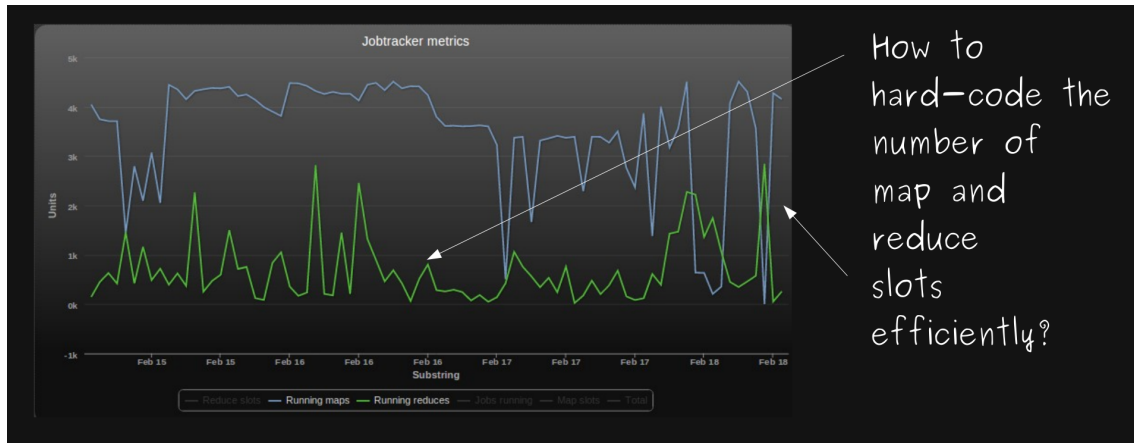 Jobtracker metrics
How to
hard-code the
number of
map and
reduce
slots
efficiently?
5k
4k
3k
2k
1k
0k
-1k
Units
Feb 15
Feb 15
Feb 16
Feb 16
Feb 16
Feb 17
Feb 17
Feb 17
Feb 18
Feb 18
Substring
Reduce slots
Running maps
Running reduces
Jobs running
Map slots
Total